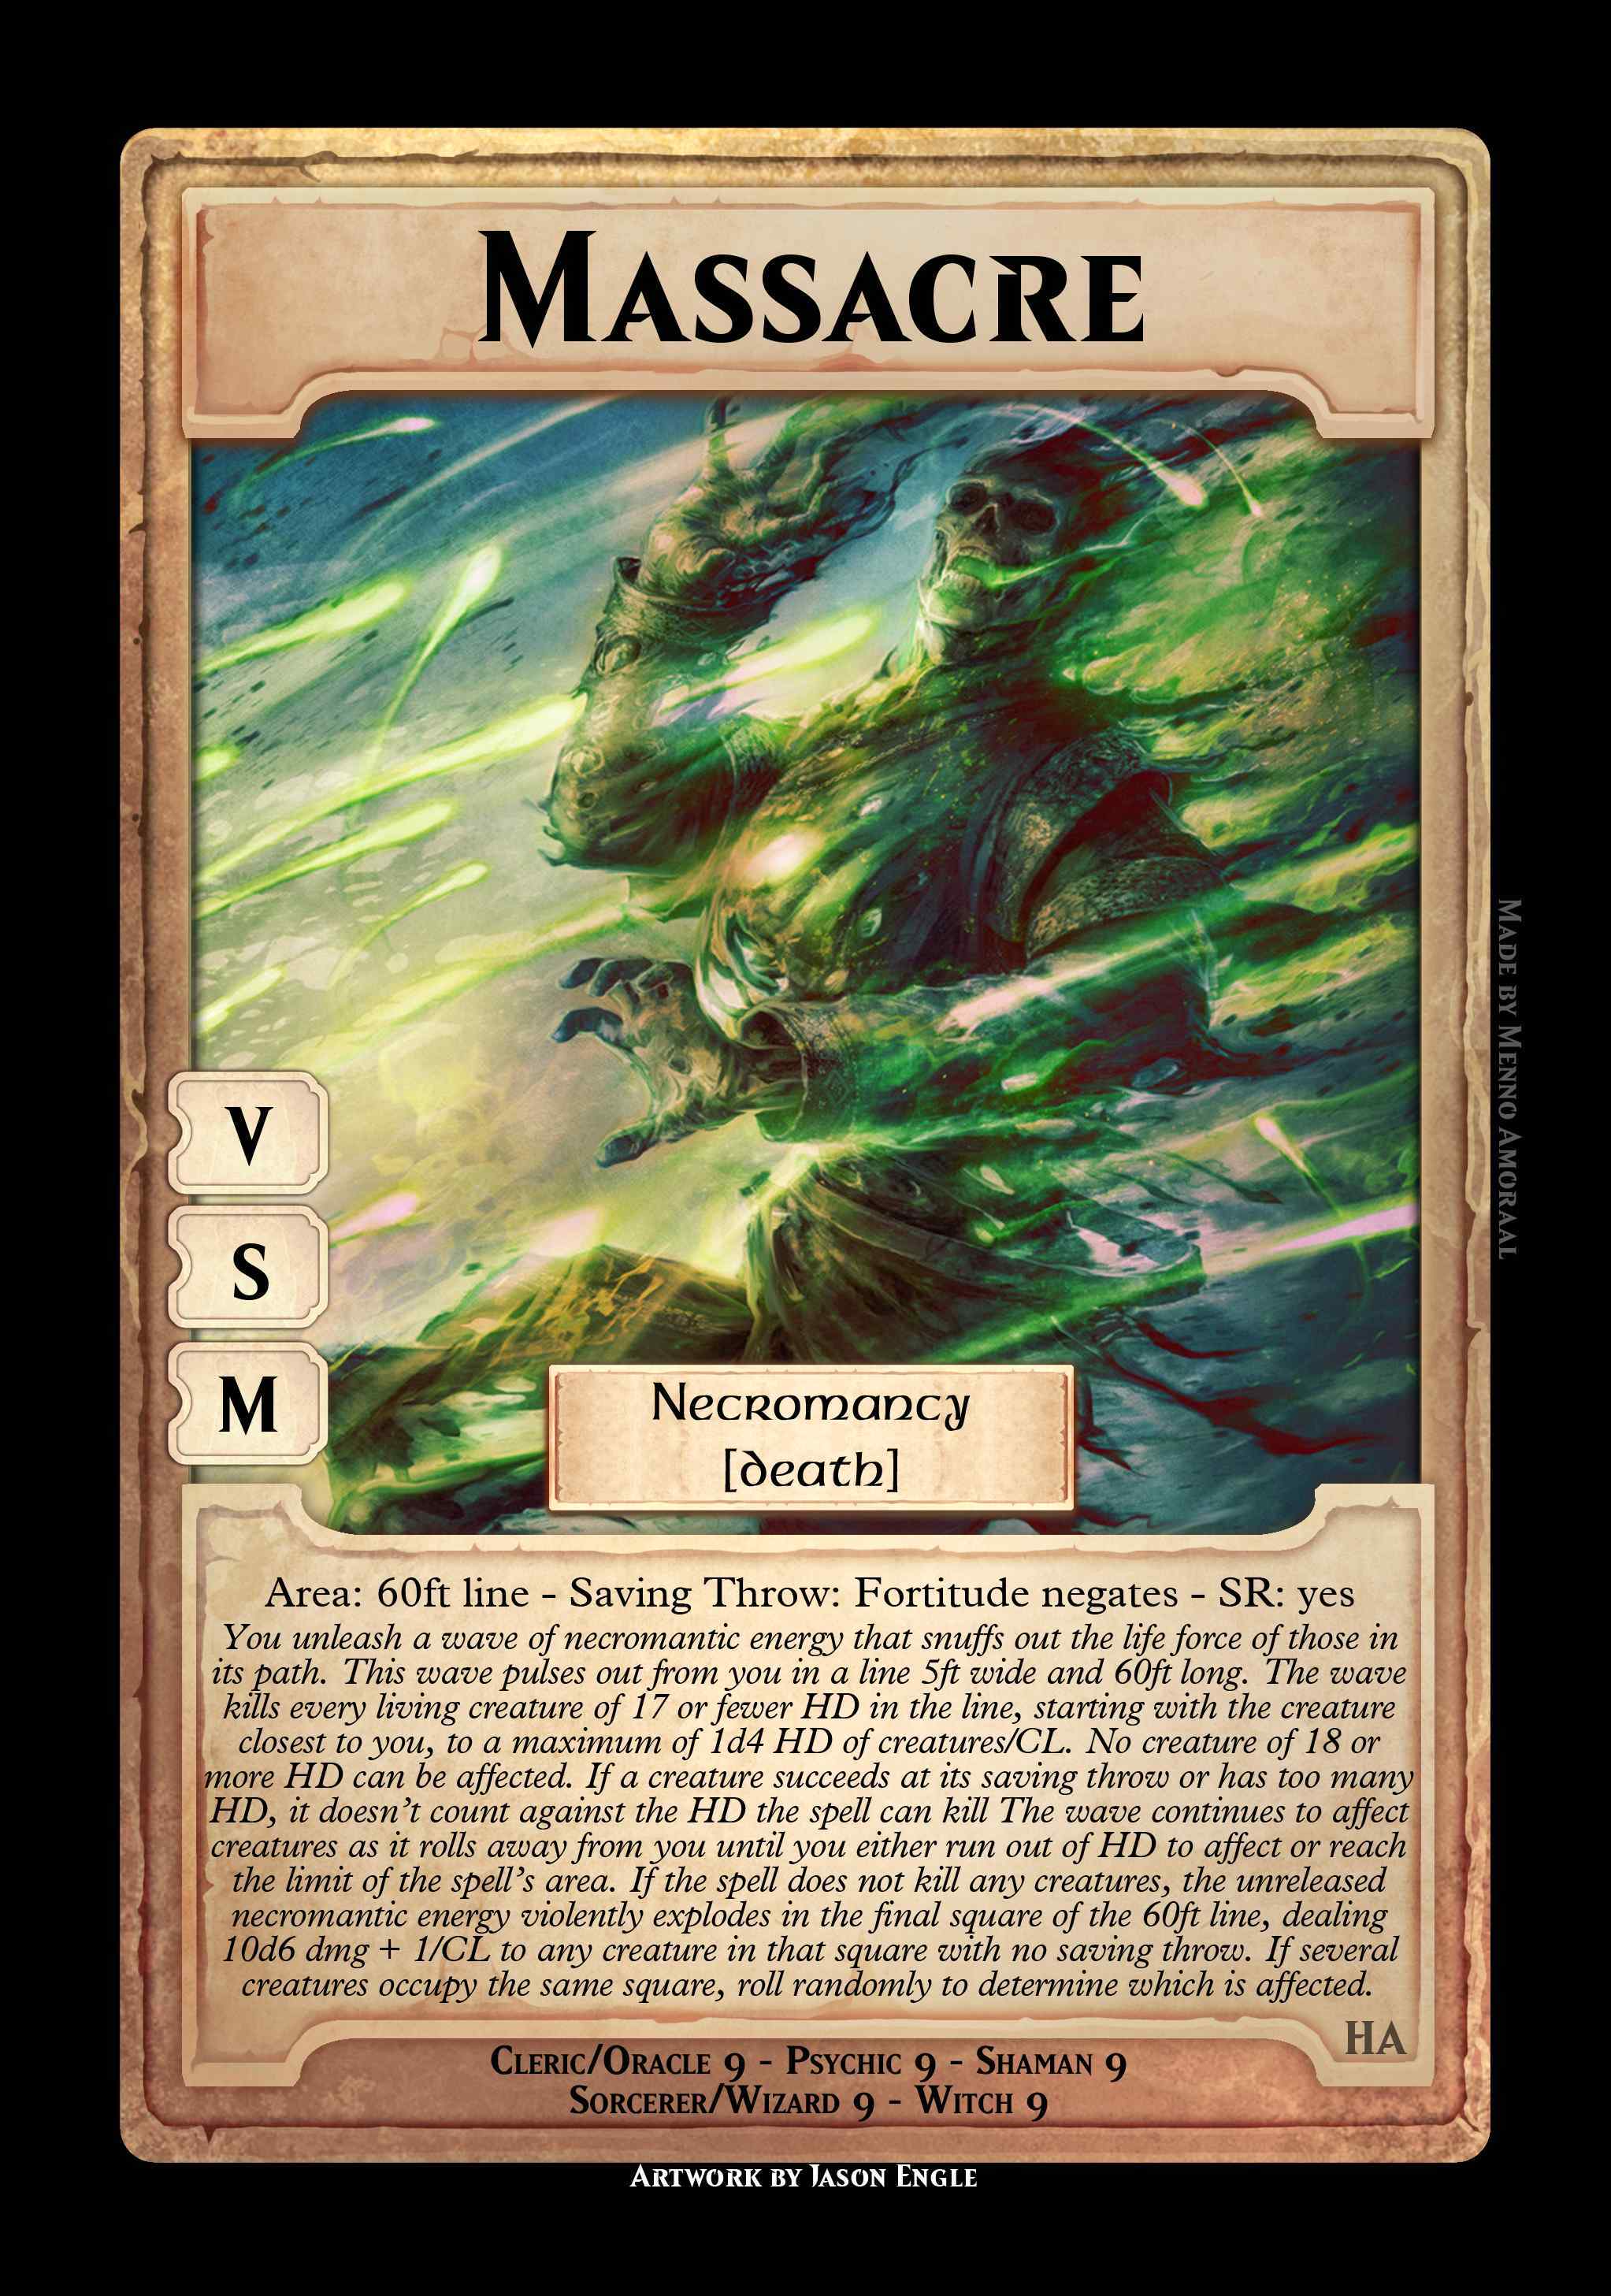 Massacre
V
S
M
Necromancy
[death]
Area: 60ft line - Saving Throw: Fortitude negates - SR: yes
You unleash a wave of necromantic energy that snuffs out the life force of those in
its path. This wave pulses out from you in a line 5ft wide and 60ft long. The wave
kills every living creature of 17 or fewer HD in the line, starting with the creature
closest to you, to a maximum of 1d4 HD of creatures/CL. No creature of 18 or
more HD can be affected. If a creature succeeds at its saving throw or has too many
HD, it doesn't count against the HD the spell can kill The wave continues to affect
creatures as it rolls away from you until you either run out of HD to affect or reach
the limit of the spell's area. If the spell does not kill any creatures, the unreleased
necromantic energy violently explodes in the final square of the 60ft line, dealing
10d6 dmg + 1/CL to any creature in that square with no saving throw. If several
creatures occupy the same square, roll randomly to determine which is affected.
HA
Cleric/Oracle 9 - Psychic 9 - Shaman 9
Sorcerer/Wizard 9 - Witch 9
Artwork by Jason Engle
Made by Menno Amoraal